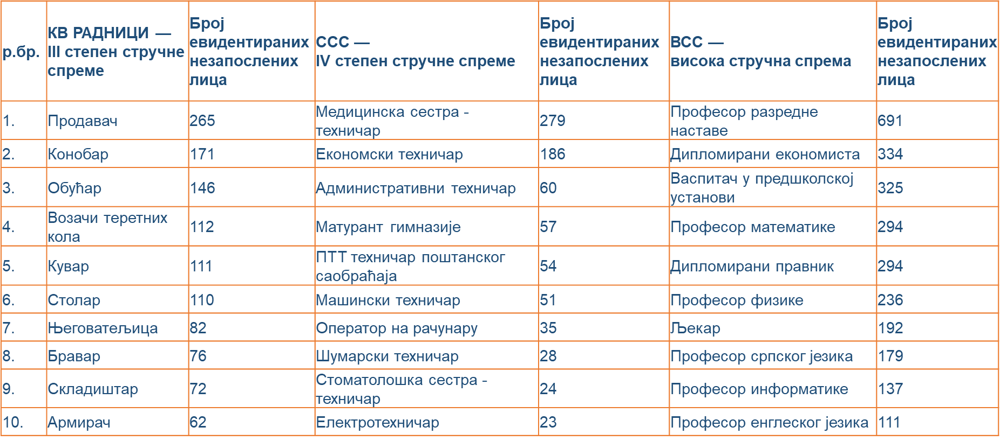 р.бр.
КВ РАДНИЦИ —
III степен стручне
спреме
Број
евидентираних
незапослених
лица
ССС —
IV степен стручне спреме
Број
евидентираних
незапослених
лица
ВСС —
висока стручна спрема
Број
евидентираних
незапослених
лица
1.
Продавач
265
Медицинска сестра -
техничар
279
Професор разредне
наставе
691
2.
Конобар
171
Економски техничар
186
Дипломирани економиста
334
3.
Обућар
146
Административни техничар
60
Васпитач у предшколској
установи
325
4.
Возачи теретних
кола
112
Матурант гимназије
57
Професор математике
294
5.
Кувар
111
ПТТ техничар поштанског
саобраћаја
54
Дипломирани правник
294
6.
Столар
110
Машински техничар
51
Професор физике
236
7.
Његоватељица
82
Оператор на рачунару
35
Љекар
192
8.
Бравар
76
Шумарски техничар
28
Професор српског језика
179
9.
Складиштар
72
Стоматолошка сестра -
техничар
24
Професор информатике
137
10.
Армирач
62
Електротехничар
23
Професор енглеског језика
111